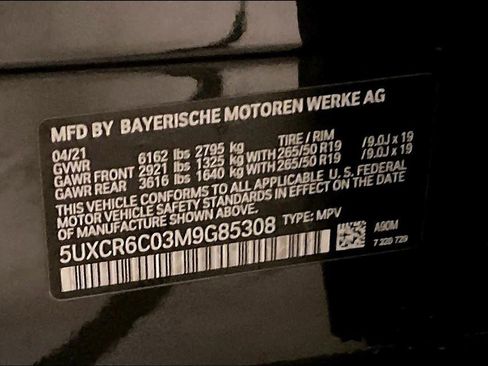 MFD BY BAYERISCHE MOTOREN WERKE AG
04/21 TIRE / RIM
GVWR 6162 lbs 2795 kg
GAWR FRONT 2921 lbs 1325 kg WITH 265/50 R19 / 9.0J x 19
GAWR REAR 3616 lbs 1640 kg WITH 265/50 R19 / 9.0J x 19
THIS VEHICLE CONFORMS TO ALL APPLICABLE U.S. FEDERAL
MOTOR VEHICLE SAFETY STANDARDS IN EFFECT ON THE DATE
OF MANUFACTURE SHOWN ABOVE.
5UXCR6C03M9G85308 TYPE: MPV
A90M
7 320 729